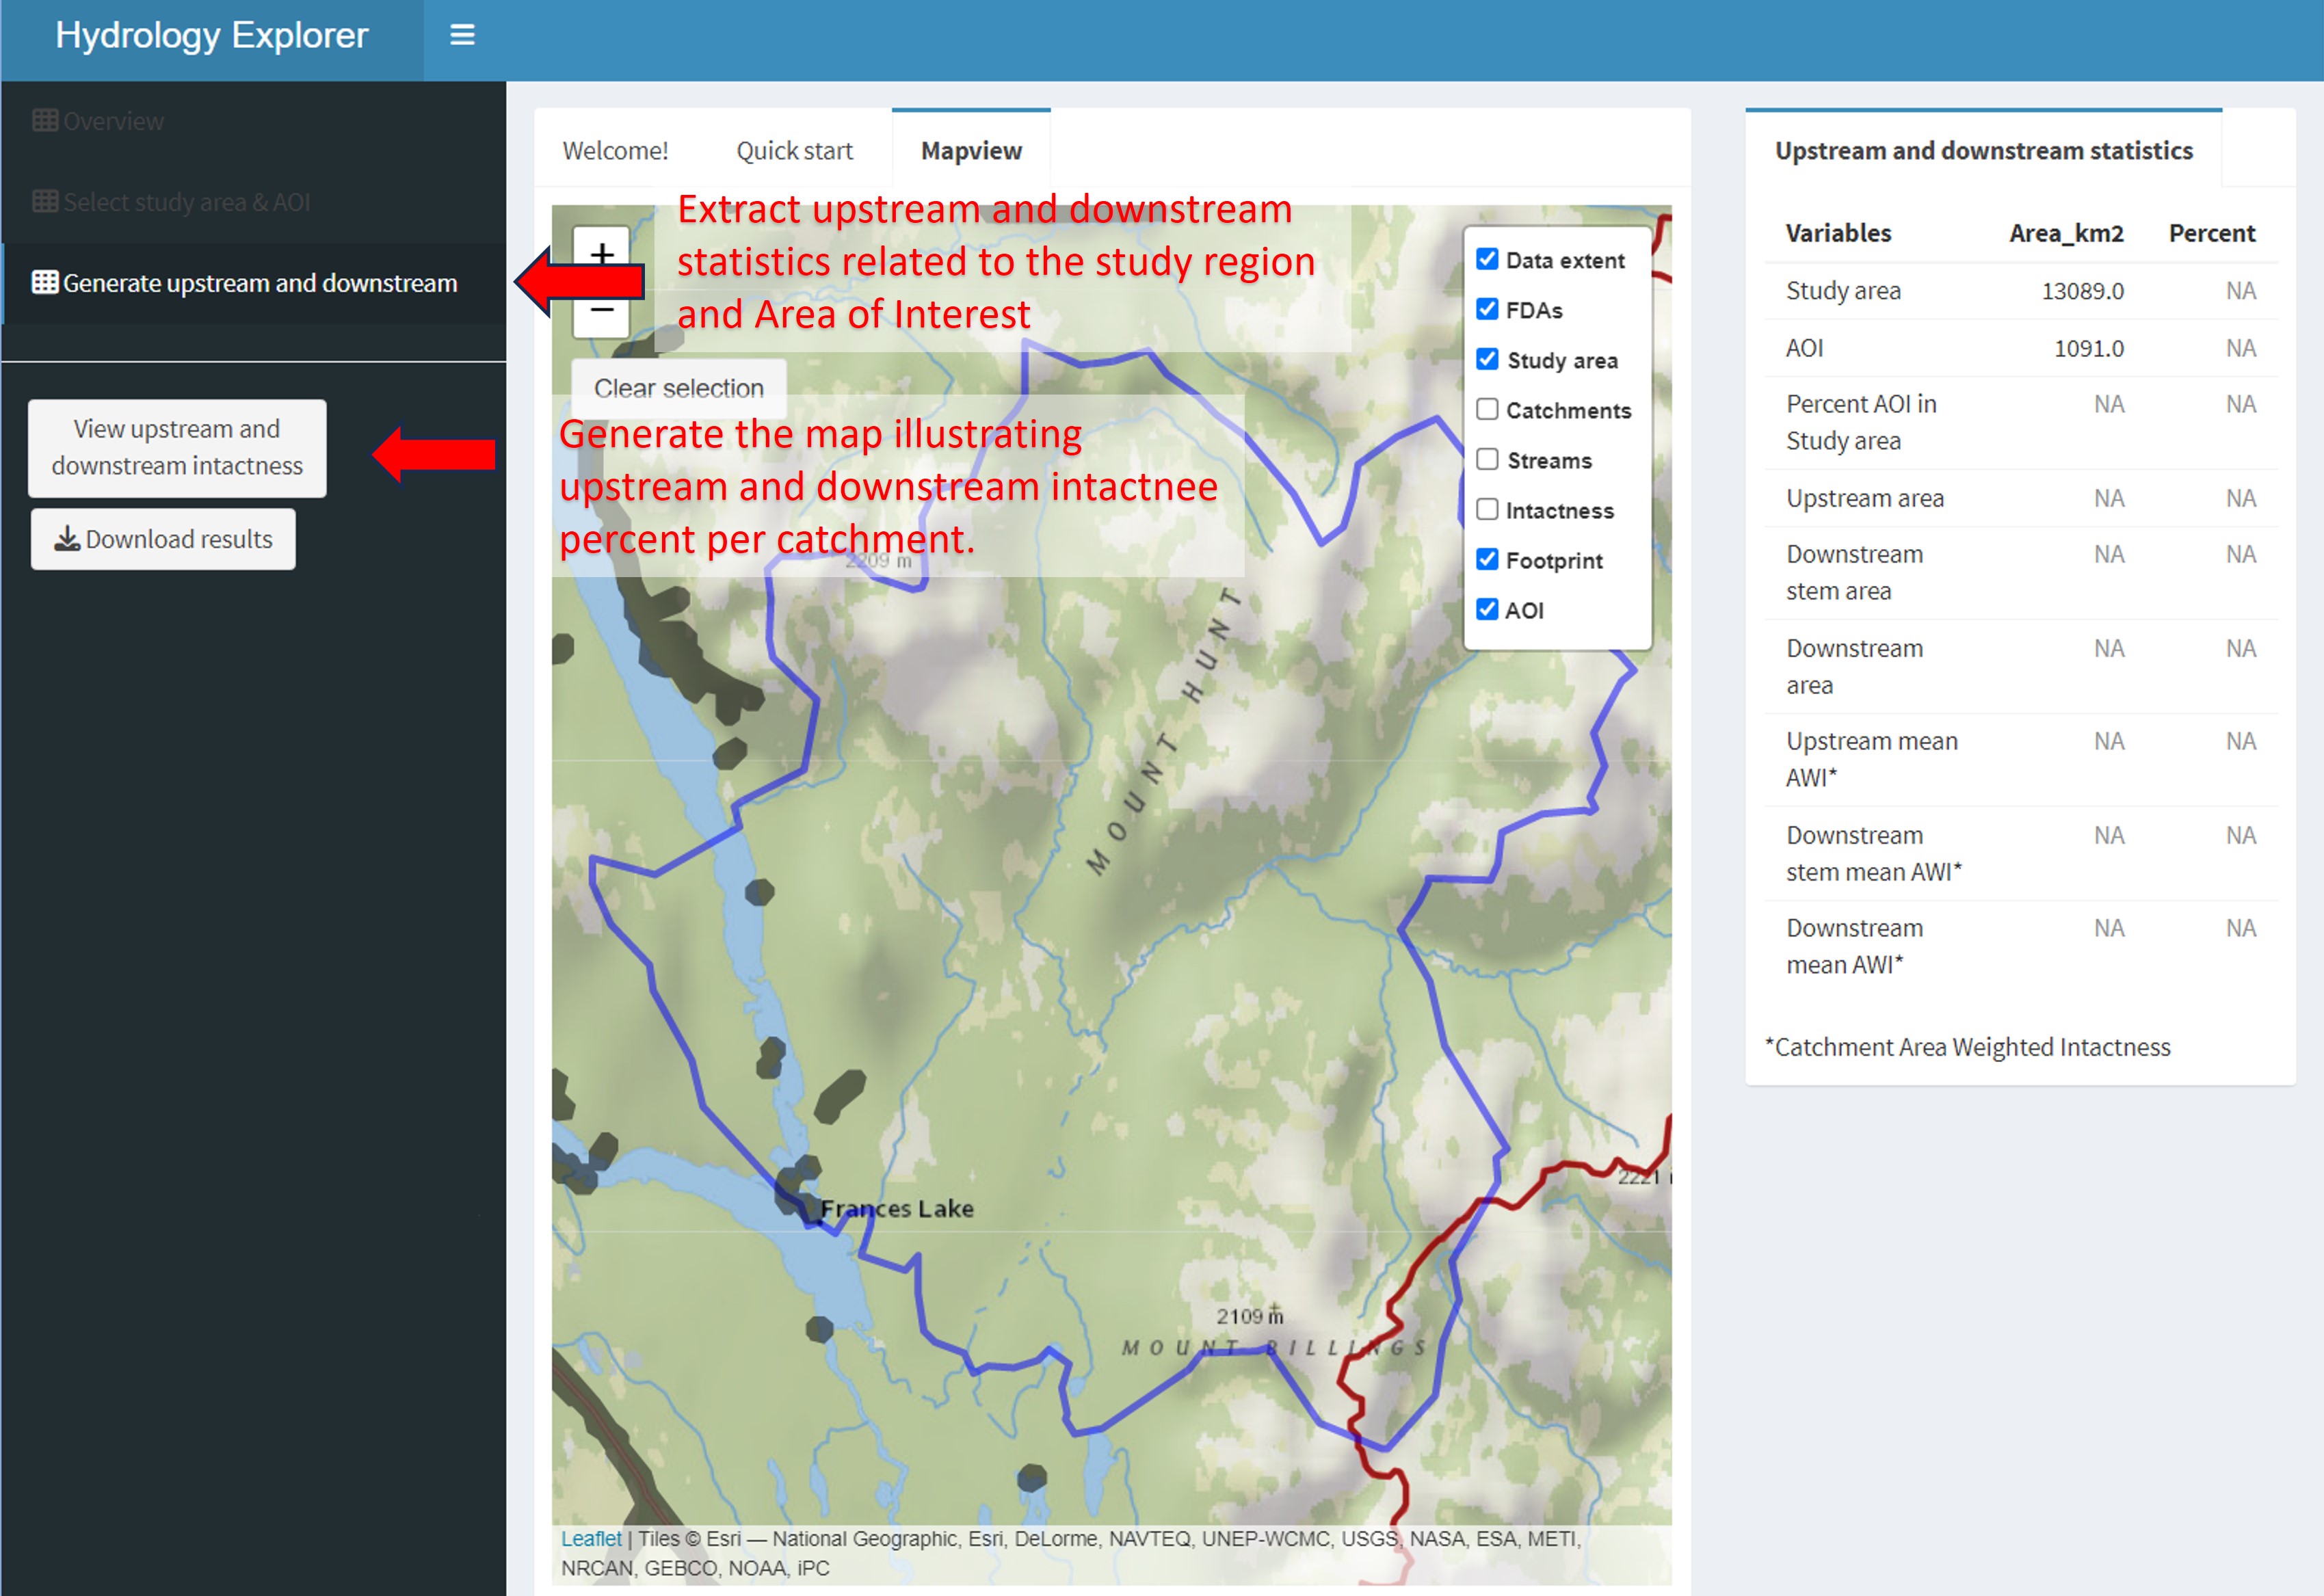 Hydrology Explorer
Overview
Select study area & AOI
Generate upstream and downstream
View upstream and
downstream intactness
Download results
Welcome!
Quick start
Mapview
Extract upstream and downstream
statistics related to the study region
and Area of Interest
+
−
Clear selection
Generate the map illustrating
upstream and downstream intactnee
percent per catchment.
2209 m
Data extent
FDAs
Study area
Catchments
Streams
Intactness
Footprint
AOI
MOUNT HUNT
Frances Lake
2221
2109 m
MOUNT BILLINGS
Leaflet | Tiles © Esri — National Geographic, Esri, DeLorme, NAVTEQ, UNEP-WCMC, USGS, NASA, ESA, METI,
NRCAN, GEBCO, NOAA, iPC
Upstream and downstream statistics
Variables Area_km2 Percent
Study area 13089.0 NA
AOI 1091.0 NA
Percent AOI in NA NA
Study area
Upstream area NA NA
Downstream NA NA
stem area
Downstream NA NA
area
Upstream mean NA NA
AWI*
Downstream NA NA
stem mean AWI*
Downstream NA NA
mean AWI*
*Catchment Area Weighted Intactness